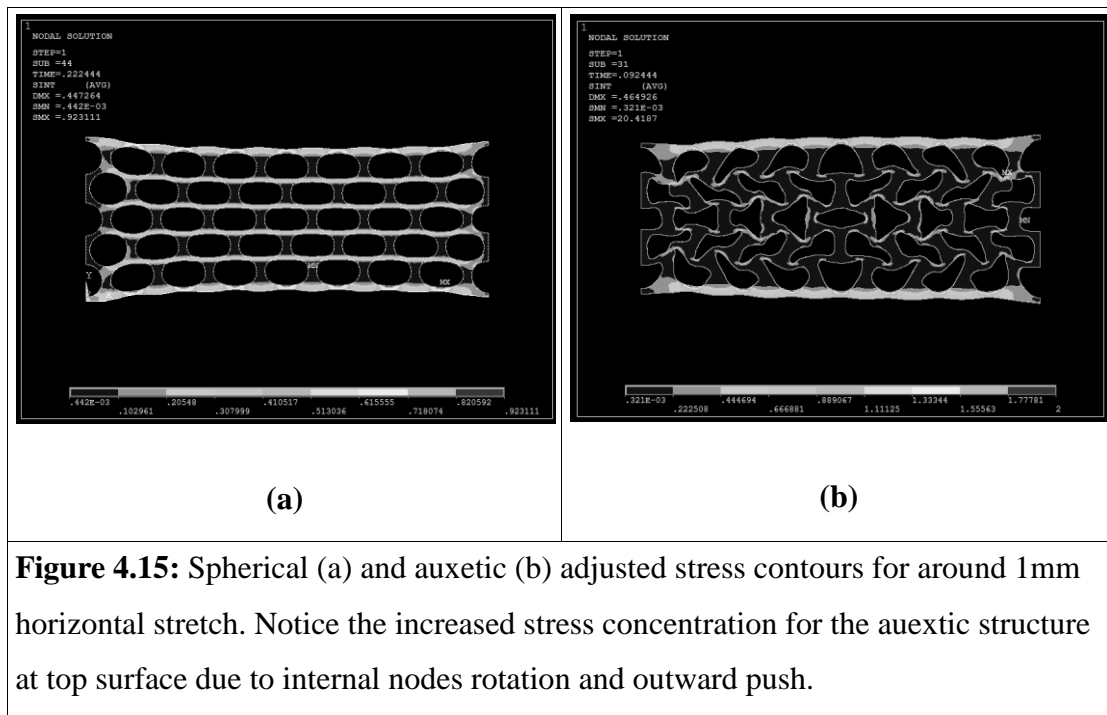 1
NODAL SOLUTION
STEP=1
SUB =44
TIME=.222444
SINT (AVG)
DMX =.447264
SMN =.442E-03
SMX =.923111
MN
MX
Y
X
.442E-03 .20548 .410517 .615555 .820592
.102961 .307999 .513036 .718074 .923111
(a)
1
NODAL SOLUTION
STEP=1
SUB =31
TIME=.092444
SINT (AVG)
DMX =.464926
SMN =.321E-03
SMX =20.4187
MX
MN
.321E-03 .444694 .889067 1.33344 1.77781
.222508 .666881 1.11125 1.55563 2
(b)
Figure 4.15: Spherical (a) and auxetic (b) adjusted stress contours for around 1mm
horizontal stretch. Notice the increased stress concentration for the auextic structure
at top surface due to internal nodes rotation and outward push.